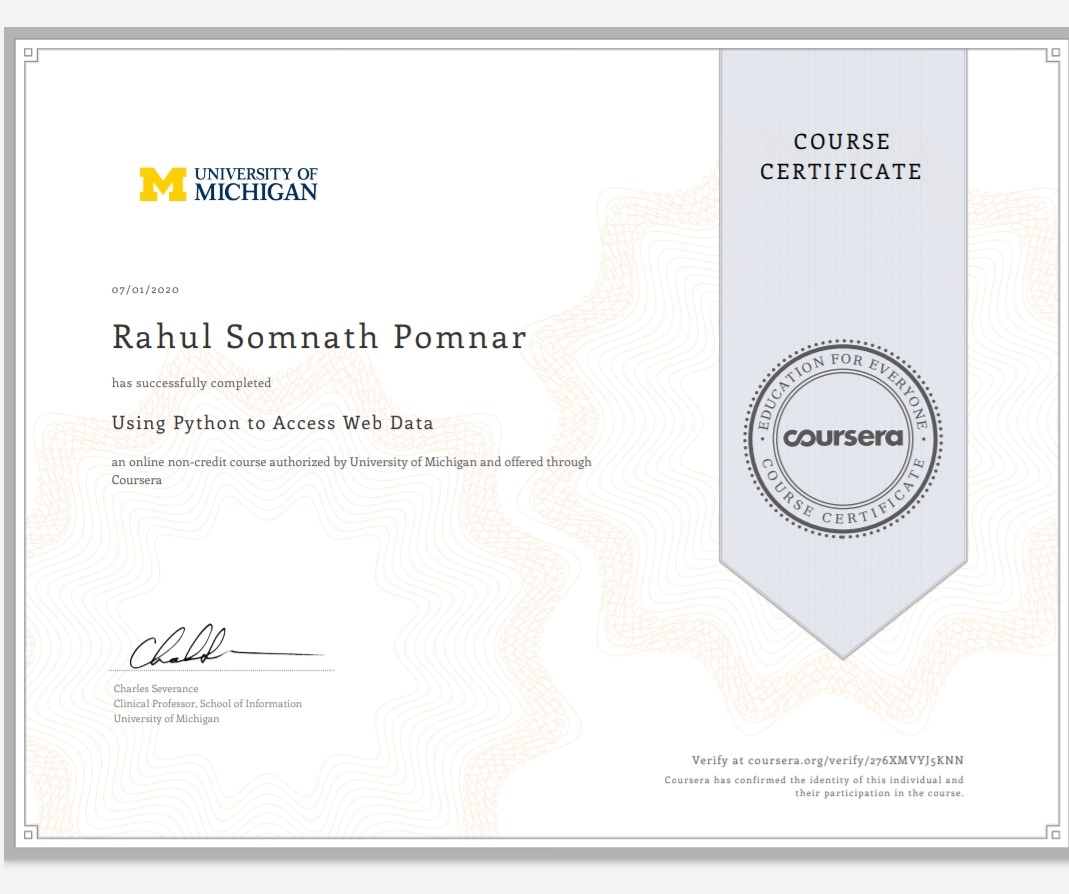 COURSE
CERTIFICATE
UNIVERSITY OF
MICHIGAN
07/01/2020
Rahul Somnath Pomnar
has successfully completed
Using Python to Access Web Data
an online non-credit course authorized by University of Michigan and offered through
Coursera
EDUCATION FOR EVERYONE
coursera
COURSE CERTIFICATE
Charles Severance
Clinical Professor, School of Information
University of Michigan
Verify at coursera.org/verify/276XMVYJ5KNN
Coursera has confirmed the identity of this individual and
their participation in the course.